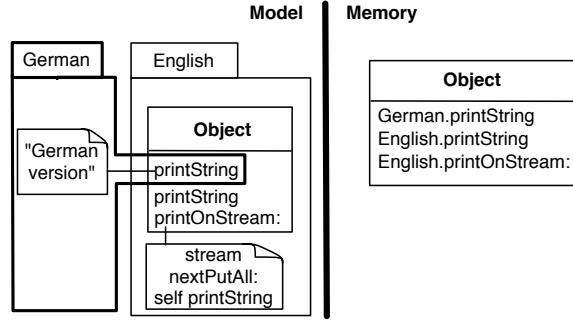 Model
Memory
German
English
Object
"German
version"
printString
printString
printOnStream:
stream
nextPutAll:
self printString
Object
German.printString
English.printString
English.printOnStream: